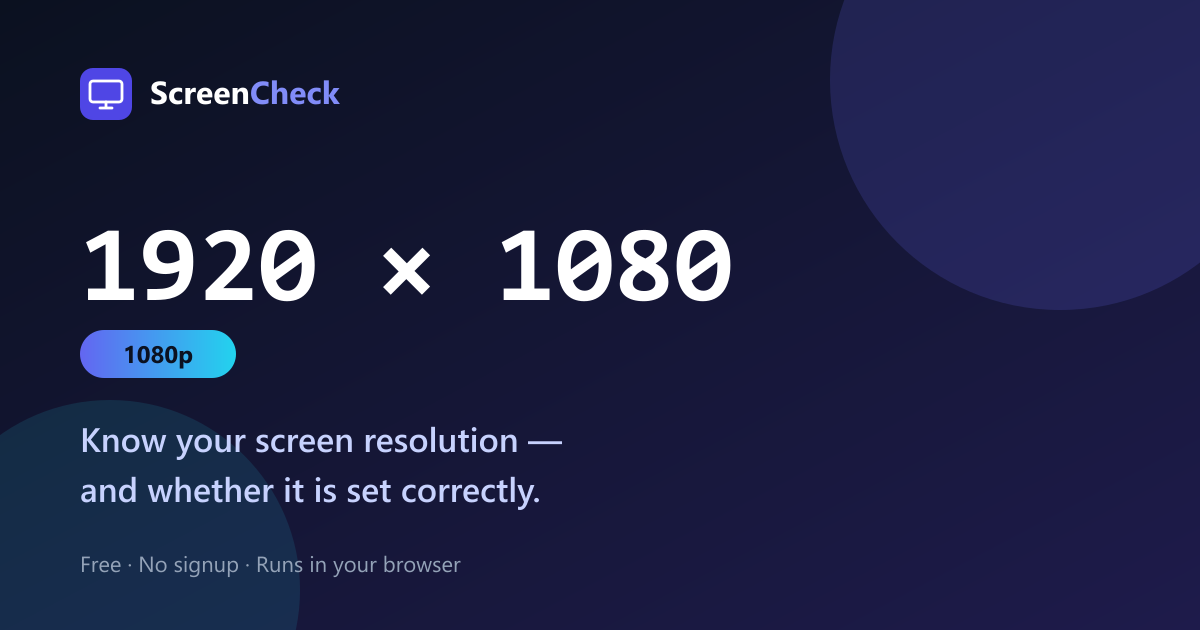 ScreenCheck
1920 × 1080
1080p
Know your screen resolution —
and whether it is set correctly.
Free · No signup · Runs in your browser